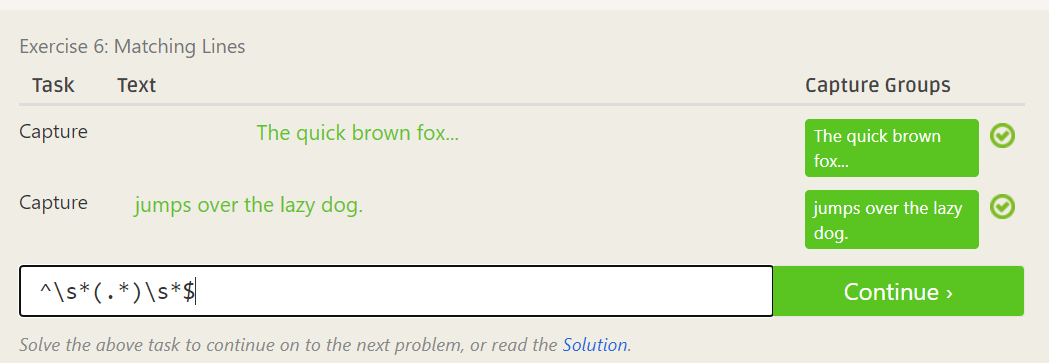 Exercise 6: Matching Lines
Task Text Capture Groups
Capture The quick brown fox... The quick brown
fox...
Capture jumps over the lazy dog. jumps over the lazy
dog.
^\s*(.*)\s*$ Continue ›
Solve the above task to continue on to the next problem, or read the Solution.